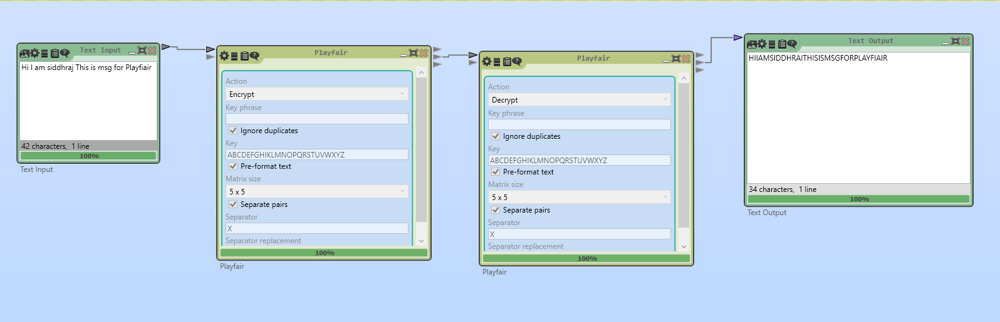 Text Input
Hi I am siddhraj This is msg for Playfair
42 characters, 1 line
100%
Text Input
Playfair
Action
Encrypt
Key phrase
Ignore duplicates
Key
ABCDEFGHIKLMNOPQRSTUVWXYZ
Pre-format text
Matrix size
5 x 5
Separate pairs
Separator
X
Separator replacement
100%
Playfair
Playfair
Action
Decrypt
Key phrase
Ignore duplicates
Key
ABCDEFGHIKLMNOPQRSTUVWXYZ
Pre-format text
Matrix size
5 x 5
Separate pairs
Separator
X
Separator replacement
100%
Playfair
Text Output
HIIAMSIDDHRAITHISISMSGFORPLAYFIAIR
34 characters, 1 line
100%
Text Output